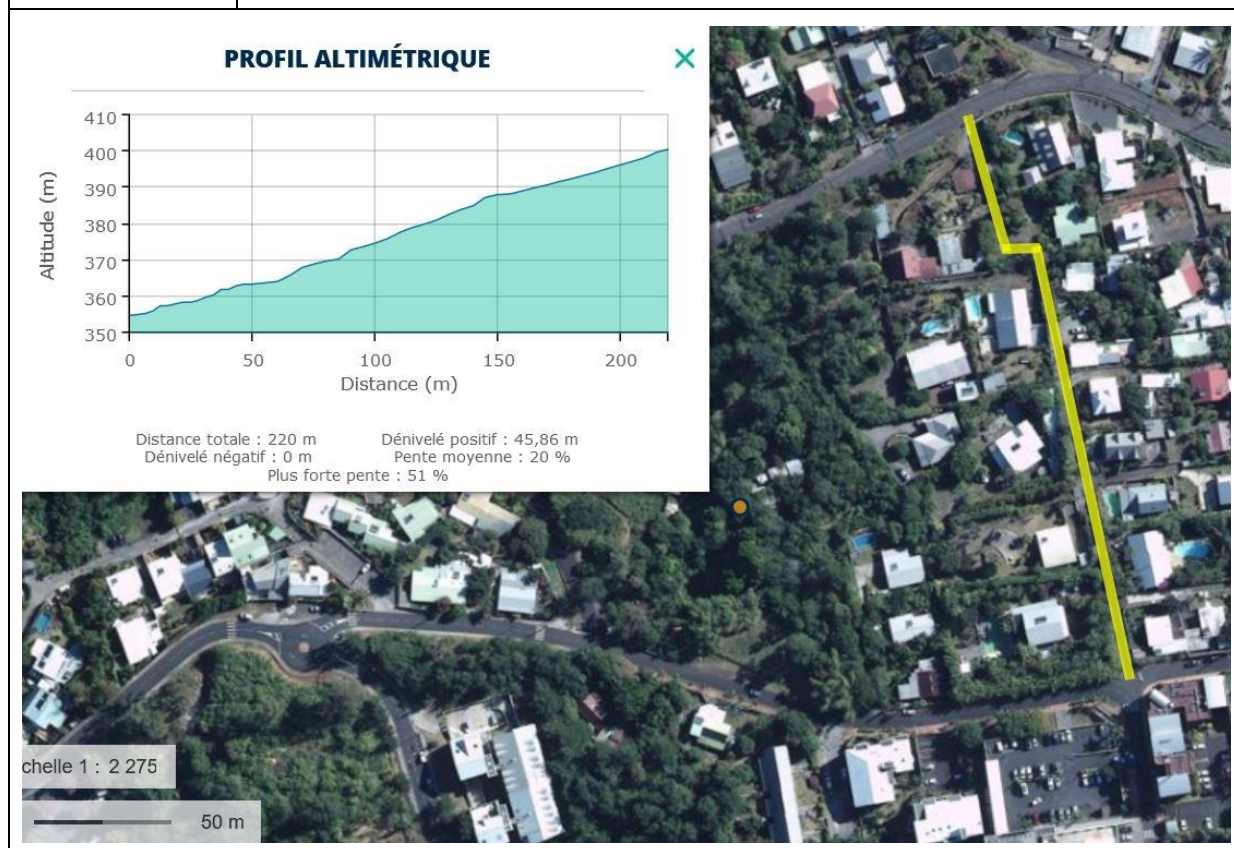 PROFIL ALTIMÉTRIQUE
410
400
390
380
370
360
350
Altitude (m)
0 50 100 150 200
Distance (m)
Distance totale : 220 m Dénivelé positif : 45,86 m
Dénivelé négatif : 0 m Pente moyenne : 20 %
Plus forte pente : 51 %
chelle 1 : 2 275
50 m